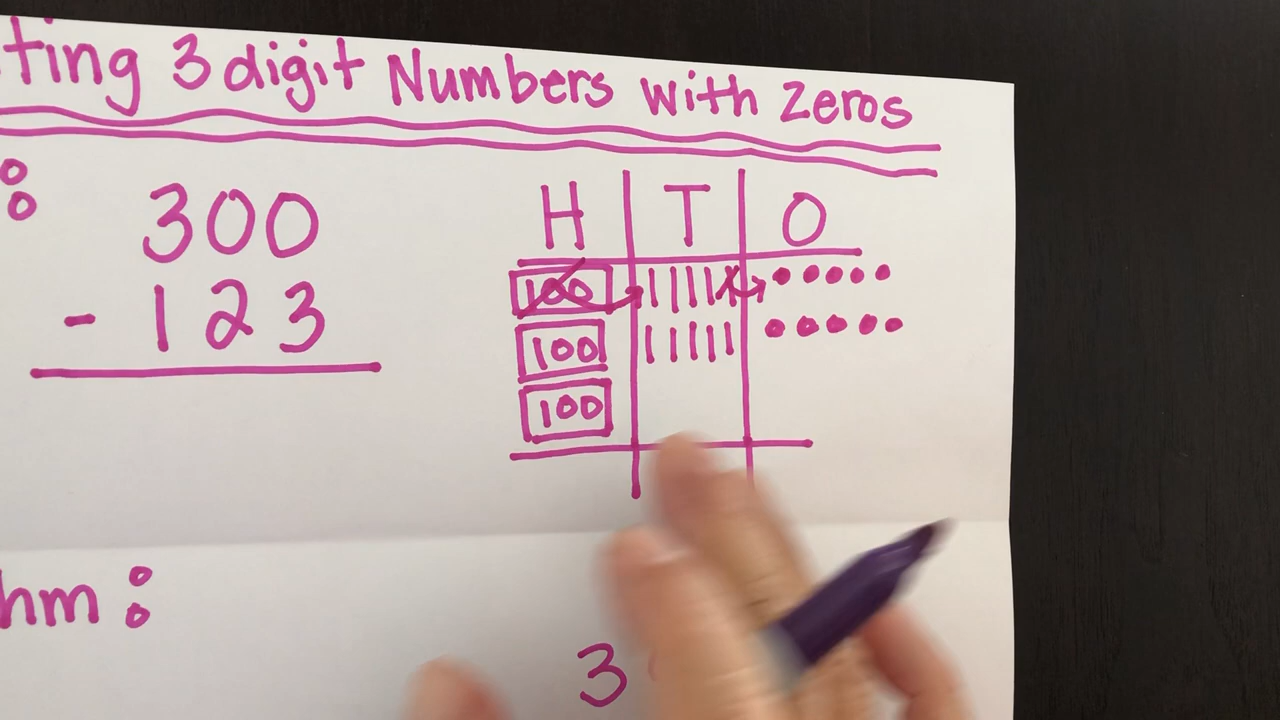 ting 3 digit Numbers with Zeros
300
- 123
H T O
100
100
100
hm :
3